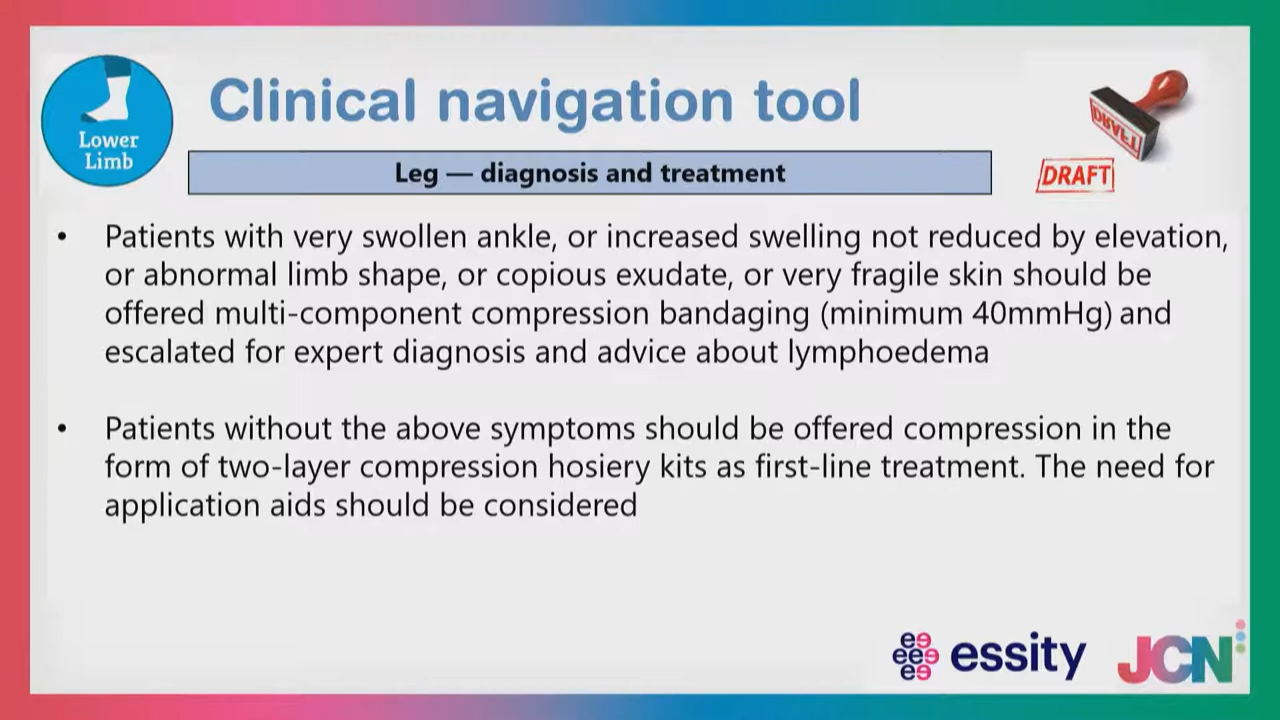 Lower
Limb
Clinical navigation tool
Leg — diagnosis and treatment
DRAFT
DRAFT
• Patients with very swollen ankle, or increased swelling not reduced by elevation,
or abnormal limb shape, or copious exudate, or very fragile skin should be
offered multi-component compression bandaging (minimum 40mmHg) and
escalated for expert diagnosis and advice about lymphoedema
• Patients without the above symptoms should be offered compression in the
form of two-layer compression hosiery kits as first-line treatment. The need for
application aids should be considered
essity
JCN